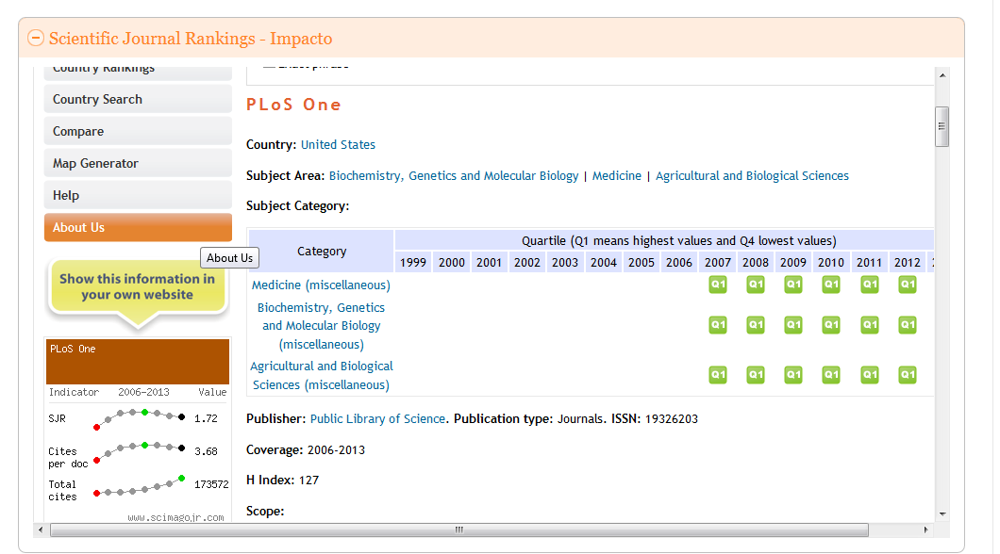 Scientific Journal Rankings - Impacto
Country Rankings
Country Search
Compare
Map Generator
Help
About Us
About Us
Show this information in
your own website
PLoS One
Indicator 2006-2013 Value
SJR 1.72
Cites
per doc 3.68
Total
cites 173572
www.scimagojr.com
Exact phrase
PLoS One
Country: United States
Subject Area: Biochemistry, Genetics and Molecular Biology | Medicine | Agricultural and Biological Sciences
Subject Category:
Category
Quartile (Q1 means highest values and Q4 lowest values)
1999 2000 2001 2002 2003 2004 2005 2006 2007 2008 2009 2010 2011 2012
Medicine (miscellaneous) Q1 Q1 Q1 Q1 Q1 Q1
Biochemistry, Genetics
and Molecular Biology Q1 Q1 Q1 Q1 Q1 Q1
(miscellaneous)
Agricultural and Biological
Sciences (miscellaneous) Q1 Q1 Q1 Q1 Q1 Q1
Publisher: Public Library of Science. Publication type: Journals. ISSN: 19326203
Coverage: 2006-2013
H Index: 127
Scope: